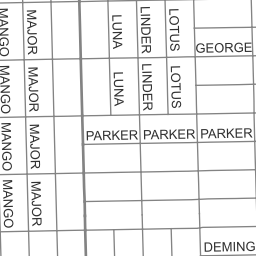 MANGO MAJOR LUNA LINDER LOTUS GEORGE
MANGO MAJOR LUNA LINDER LOTUS
MANGO MAJOR PARKER PARKER PARKER
MANGO MAJOR
DEMING